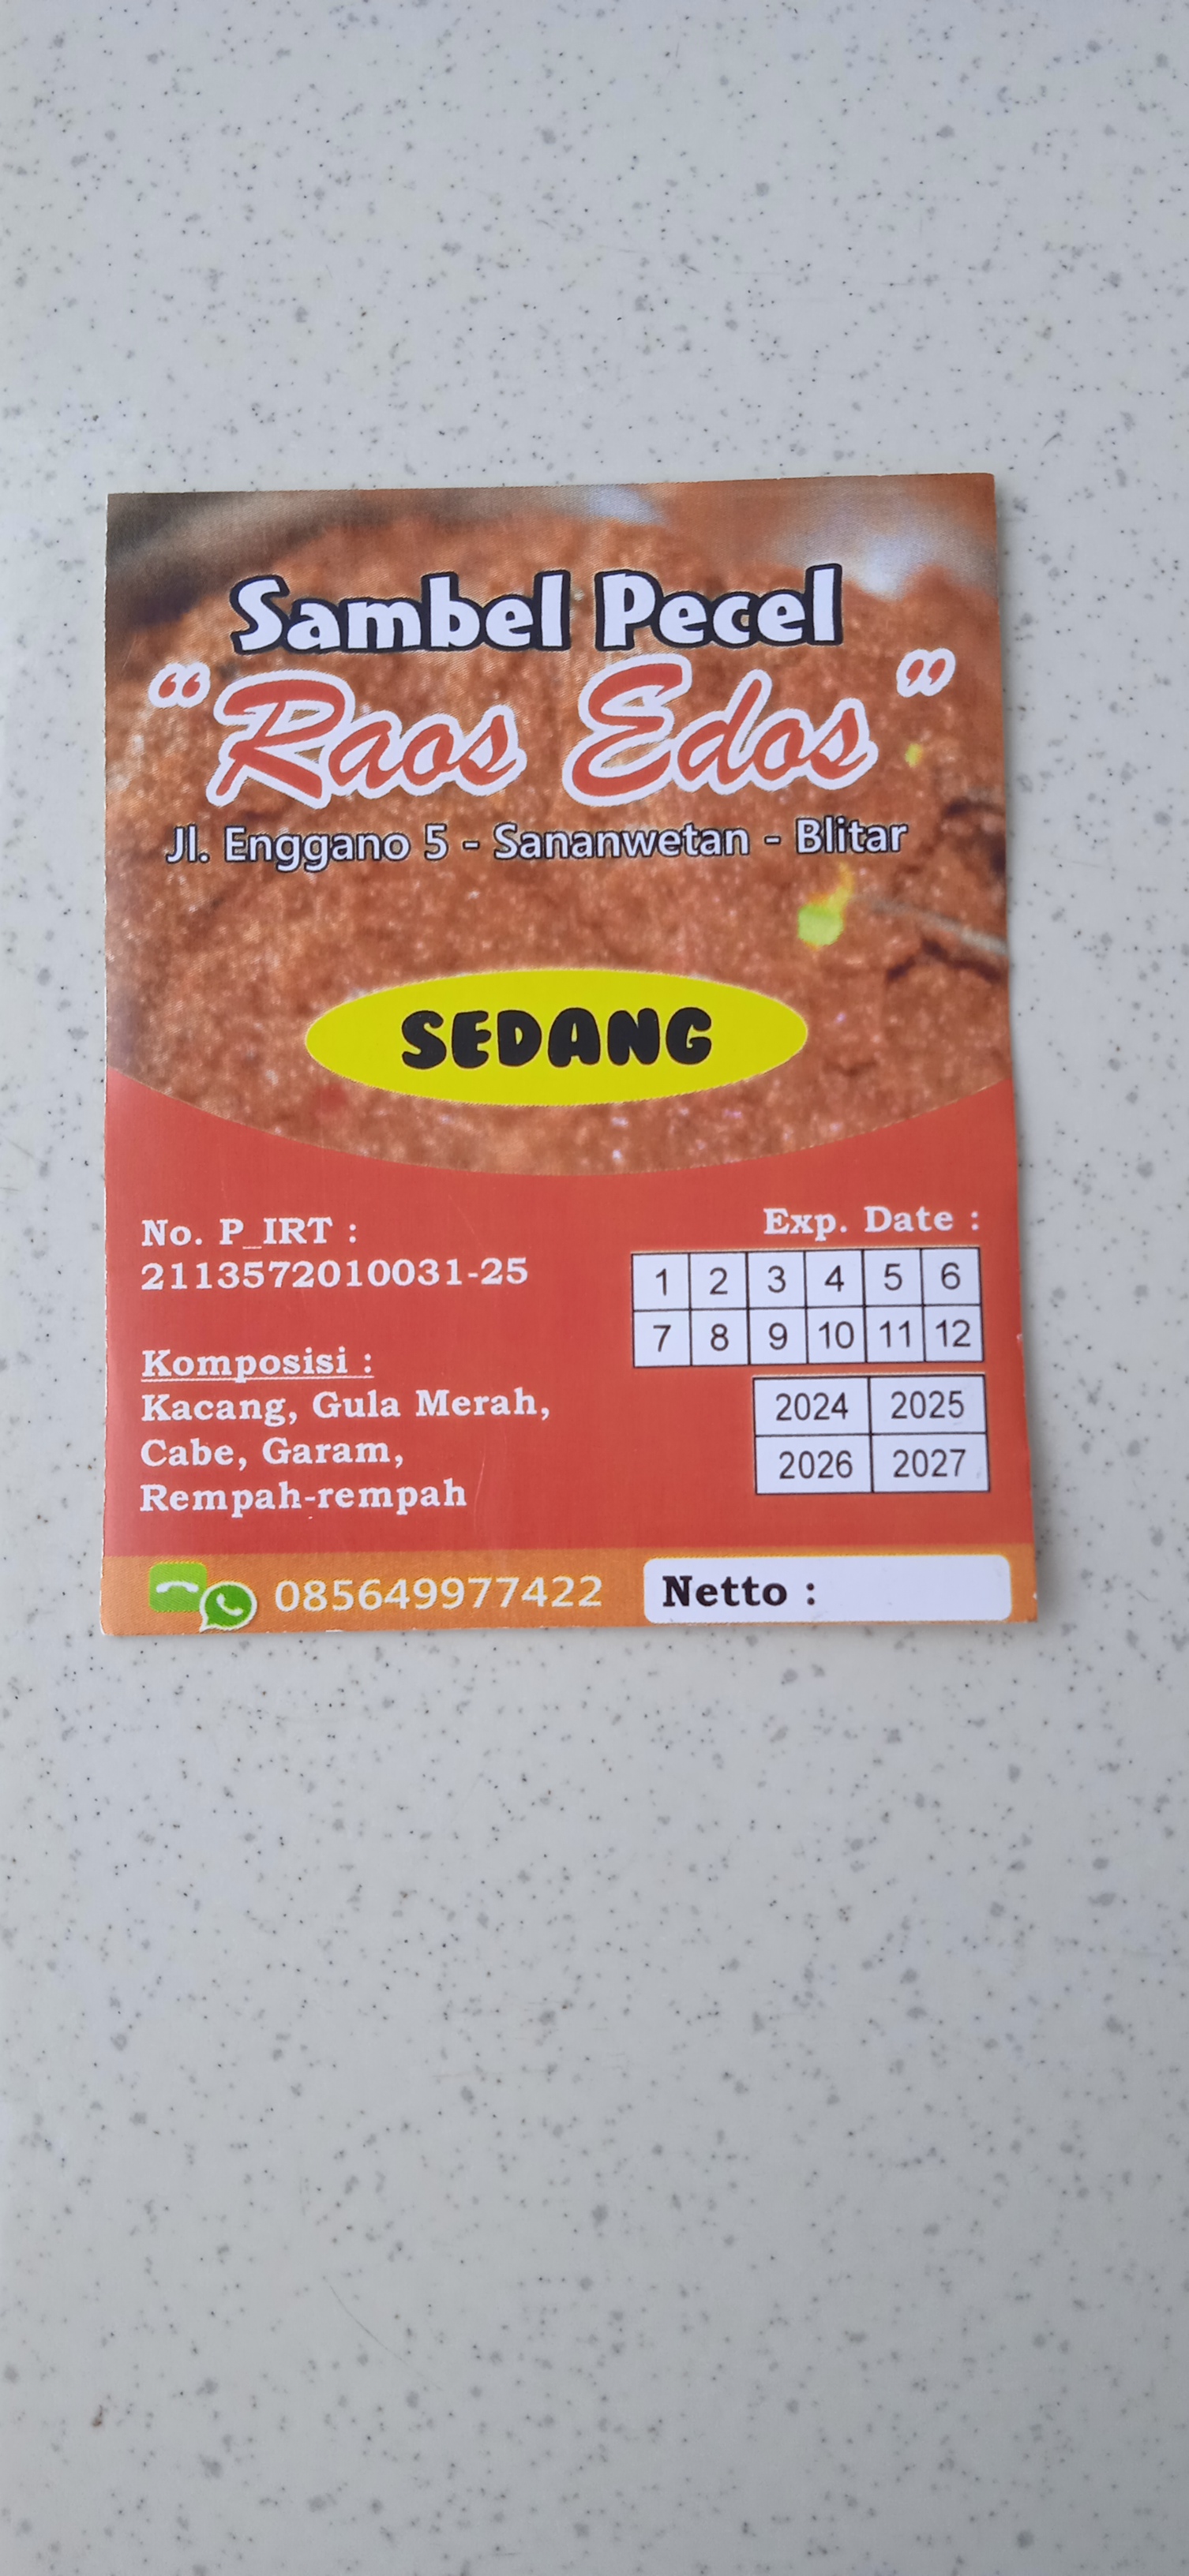 Sambel Pecel
“Raos Edos”
Jl. Enggano 5 - Sananwetan - Blitar
SEDANG
No. P_IRT :
2113572010031-25
Komposisi :
Kacang, Gula Merah,
Cabe, Garam,
Rempah-rempah
Exp. Date :
1 2 3 4 5 6
7 8 9 10 11 12
2024 2025
2026 2027
085649977422
Netto :